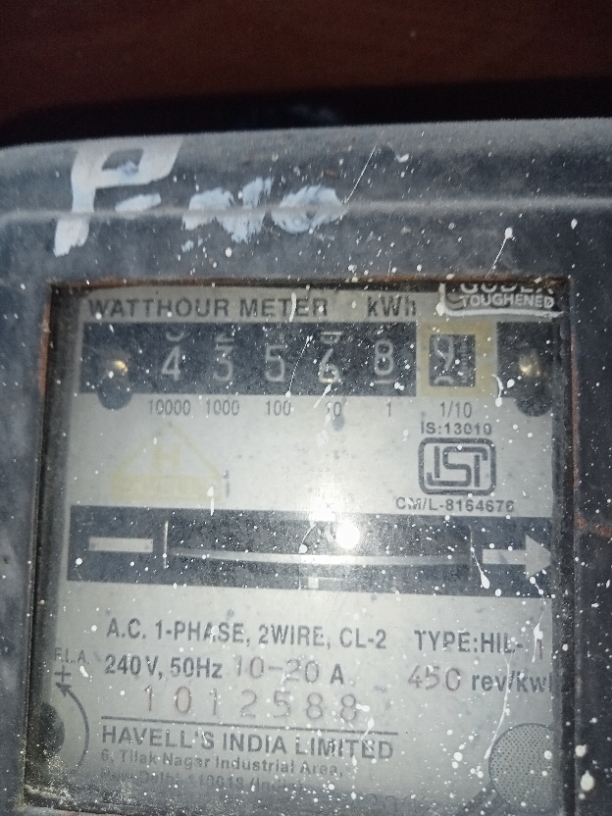 P-
TOUGHENED
WATTHOUR METER kWh
4 3 5 6 8 9
10000 1000 100 10 1 1/10
IS:13010
ISI
CM/L-8164676
A.C. 1-PHASE, 2WIRE, CL-2 TYPE:HIL-
240V, 50Hz 10-20 A 450 rev/kwh
1012588
HAVELL'S INDIA LIMITED
6, Tilak Nagar Industrial Area,